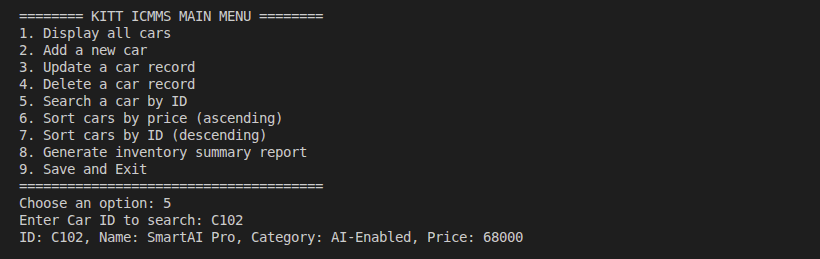 ======== KITT ICMMS MAIN MENU ========
1. Display all cars
2. Add a new car
3. Update a car record
4. Delete a car record
5. Search a car by ID
6. Sort cars by price (ascending)
7. Sort cars by ID (descending)
8. Generate inventory summary report
9. Save and Exit
======================================
Choose an option: 5
Enter Car ID to search: C102
ID: C102, Name: SmartAI Pro, Category: AI-Enabled, Price: 68000